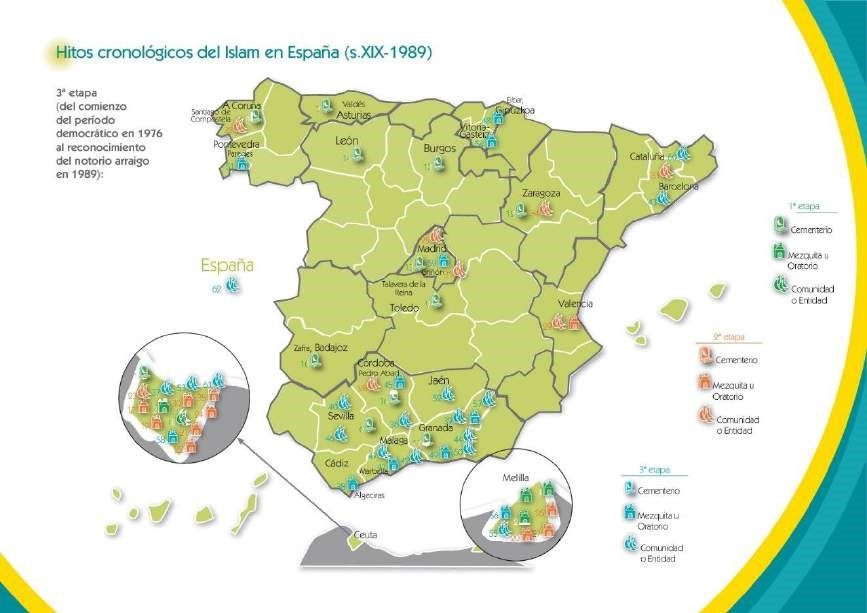 Hitos cronológicos del Islam en España (s.XIX-1989)
3ª etapa
(del comienzo
del período
democrático en 1976
al reconocimiento
del notorio arraigo
en 1989):
A Coruña
Santiago de
Compostela
Pontevedra
Paredes
Valdés
Asturias
León
Burgos
Eibar,
Gipuzkoa
Vitoria-
Gasteiz
Zaragoza
Cataluña
Barcelona
Madrid
Griñón
Talavera de la
Reina
Toledo
Valencia
España
62
Zafra, Badajoz
Córdoba
Pedro Abad
Jaén
Sevilla
Granada
Málaga
Cádiz
Marbella
Algeciras
Ceuta
Melilla
1ª etapa
Cementerio
Mezquita u
Oratorio
Comunidad
o Entidad
2ª etapa
Cementerio
Mezquita u
Oratorio
Comunidad
o Entidad
3ª etapa
Cementerio
Mezquita u
Oratorio
Comunidad
o Entidad